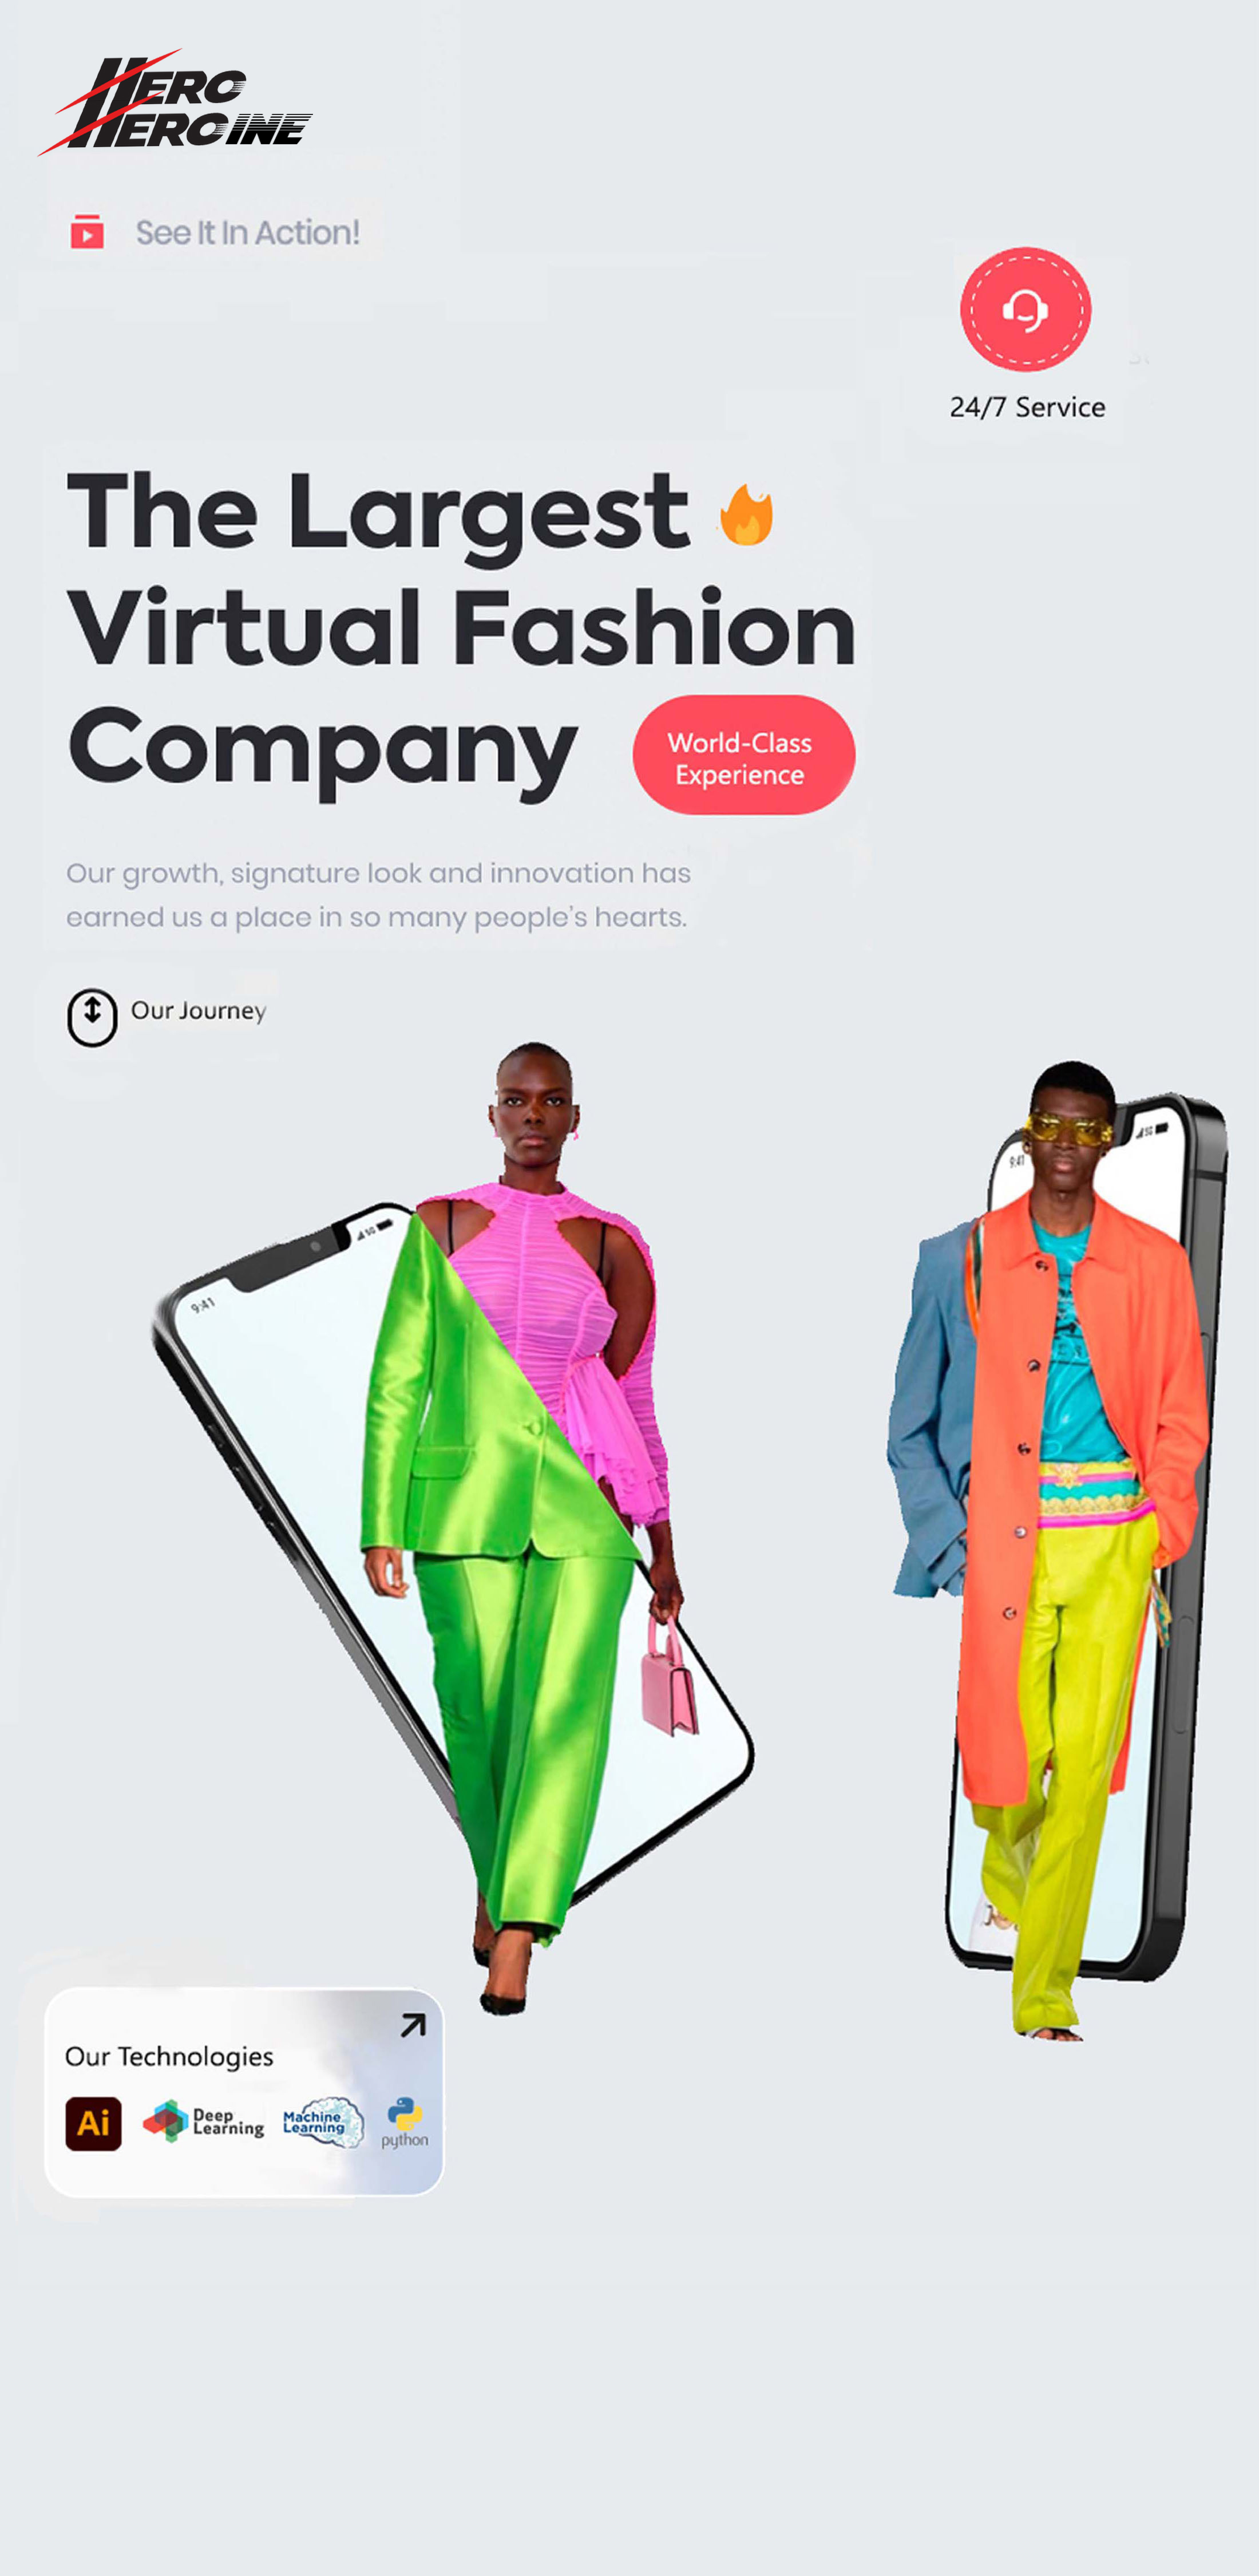 HERO
HEROINE
See It In Action!
24/7 Service
The Largest
Virtual Fashion
Company
World-Class
Experience
Our growth, signature look and innovation has
earned us a place in so many people's hearts.
Our Journey
9:41
5G
9:41
5G
Our Technologies
Ai
Deep
Learning
Machine
Learning
python